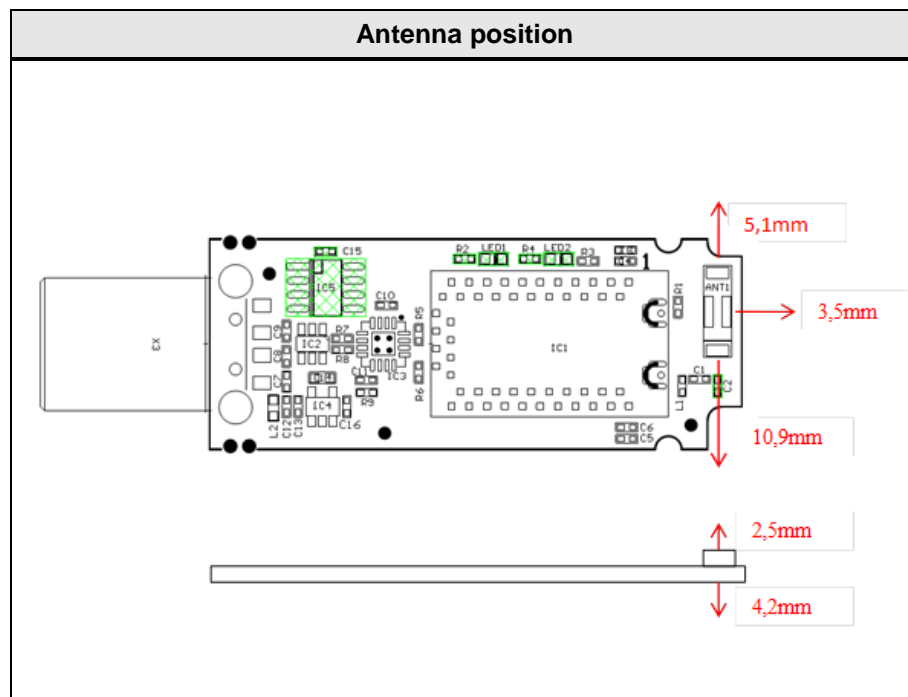 Antenna position
5,1mm
C15
R2
LED1
R4
LED2
R3
1
IC5
ANT1
C10
R1
3,5mm
X3
C9
R7
R5
IC2
C8
R8
IC3
IC1
C7
C11
R6
C1
C2
R9
L1
IC4
L2
C12
C13
C16
C6
C5
10,9mm
2,5mm
4,2mm